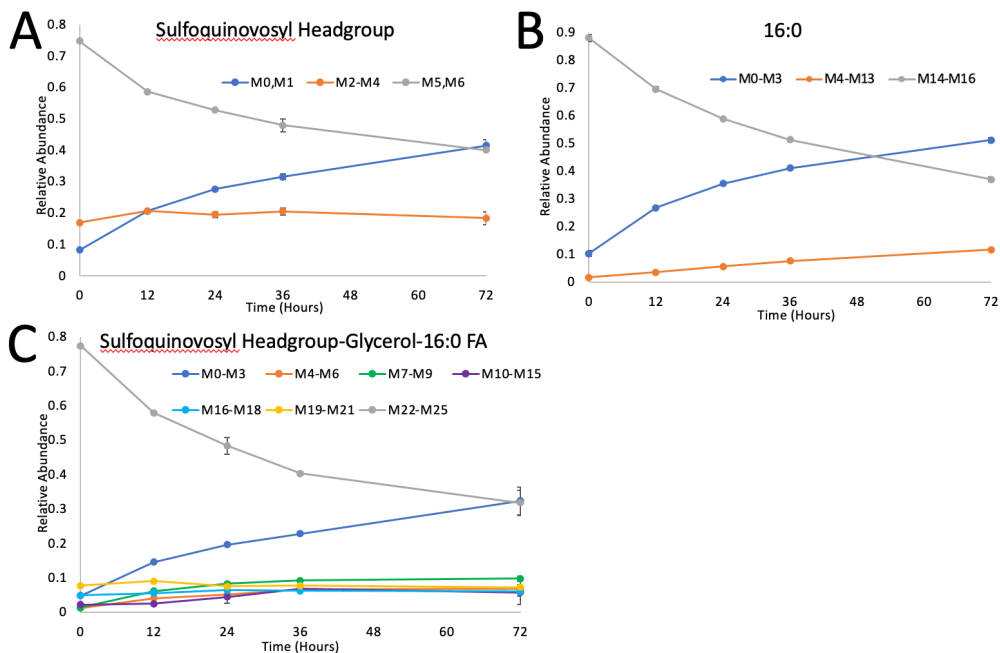 A
Sulfoquinovosyl Headgroup
M0,M1 M2-M4 M5,M6
Relative Abundance
0.8
0.7
0.6
0.5
0.4
0.3
0.2
0.1
0
0 12 24 36 48 60 72
Time (Hours)
B
16:0
M0-M3 M4-M13 M14-M16
Relative Abundance
0.9
0.8
0.7
0.6
0.5
0.4
0.3
0.2
0.1
0
0 12 24 36 48 60 72
Time (Hours)
C
Sulfoquinovosyl Headgroup-Glycerol-16:0 FA
M0-M3 M4-M6 M7-M9 M10-M15
M16-M18 M19-M21 M22-M25
Relative Abundance
0.8
0.7
0.6
0.5
0.4
0.3
0.2
0.1
0
0 12 24 36 48 60 72
Time (Hours)